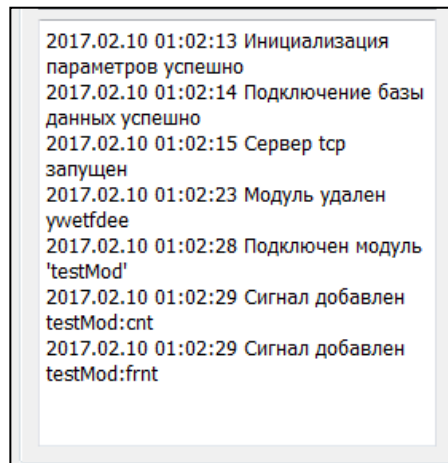 2017.02.10 01:02:13 Инициализация
параметров успешно
2017.02.10 01:02:14 Подключение базы
данных успешно
2017.02.10 01:02:15 Сервер tcp
запущен
2017.02.10 01:02:23 Модуль удален
ywetfdee
2017.02.10 01:02:28 Подключен модуль
'testMod'
2017.02.10 01:02:29 Сигнал добавлен
testMod:cnt
2017.02.10 01:02:29 Сигнал добавлен
testMod:frnt